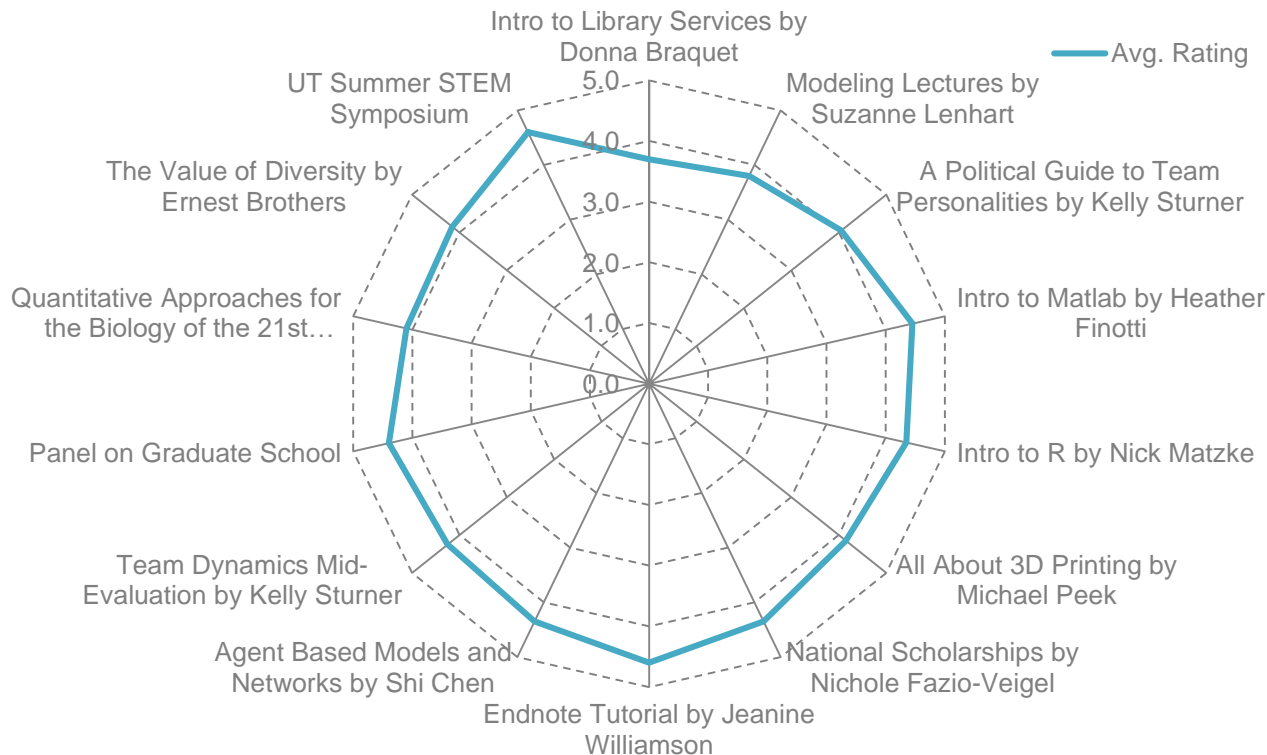 Intro to Library Services by
Donna Braquet
Avg. Rating
5.0
UT Summer STEM
Symposium
Modeling Lectures by
Suzanne Lenhart
4.0
The Value of Diversity by
Ernest Brothers
A Political Guide to Team
Personalities by Kelly Sturner
3.0
2.0
Quantitative Approaches for
the Biology of the 21st…
Intro to Matlab by Heather
Finotti
1.0
0.0
Panel on Graduate School
Intro to R by Nick Matzke
Team Dynamics Mid-
Evaluation by Kelly Sturner
All About 3D Printing by
Michael Peek
Agent Based Models and
Networks by Shi Chen
National Scholarships by
Nichole Fazio-Veigel
Endnote Tutorial by Jeanine
Williamson